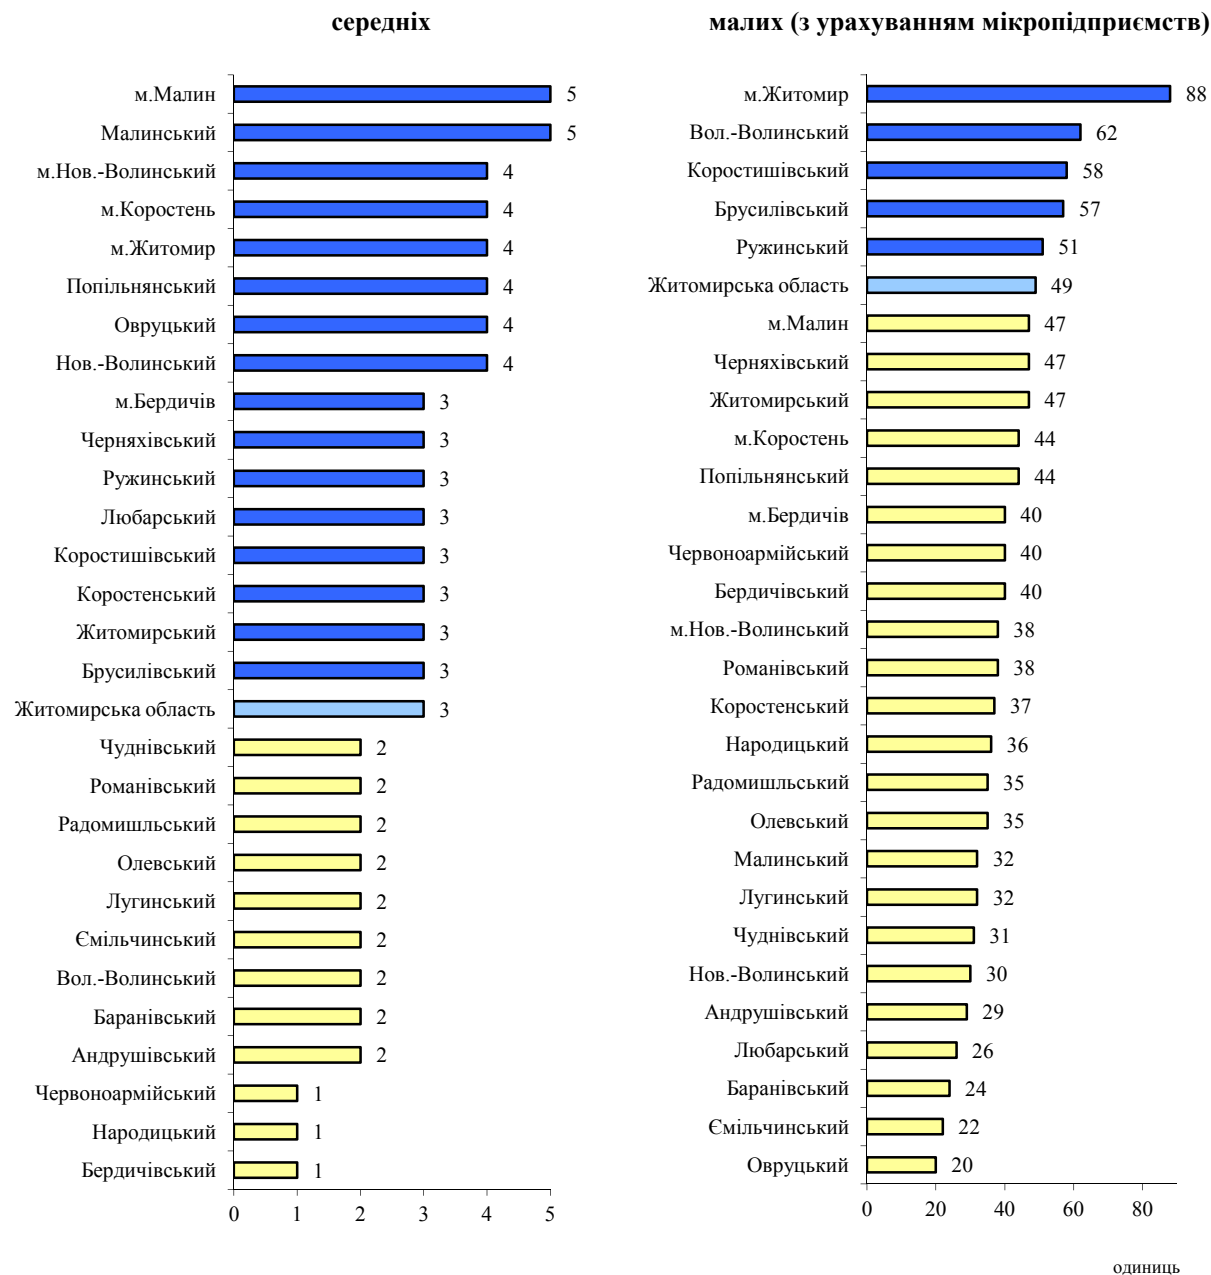 середніх
м.Малин 5
Малинський 5
м.Нов.-Волинський 4
м.Коростень 4
м.Житомир 4
Попільнянський 4
Овруцький 4
Нов.-Волинський 4
м.Бердичів 3
Черняхівський 3
Ружинський 3
Любарський 3
Коростишівський 3
Коростенський 3
Житомирський 3
Брусилівський 3
Житомирська область 3
Чуднівський 2
Романівський 2
Радомишльський 2
Олевський 2
Лугинський 2
Ємільчинський 2
Вол.-Волинський 2
Баранівський 2
Андрушівський 2
Червоноармійський 1
Народицький 1
Бердичівський 1
0 1 2 3 4 5
малих (з урахуванням мікропідприємств)
м.Житомир 88
Вол.-Волинський 62
Коростишівський 58
Брусилівський 57
Ружинський 51
Житомирська область 49
м.Малин 47
Черняхівський 47
Житомирський 47
м.Коростень 44
Попільнянський 44
м.Бердичів 40
Червоноармійський 40
Бердичівський 40
м.Нов.-Волинський 38
Романівський 38
Коростенський 37
Народицький 36
Радомишльський 35
Олевський 35
Малинський 32
Лугинський 32
Чуднівський 31
Нов.-Волинський 30
Андрушівський 29
Любарський 26
Баранівський 24
Ємільчинський 22
Овруцький 20
0 20 40 60 80
одиниць